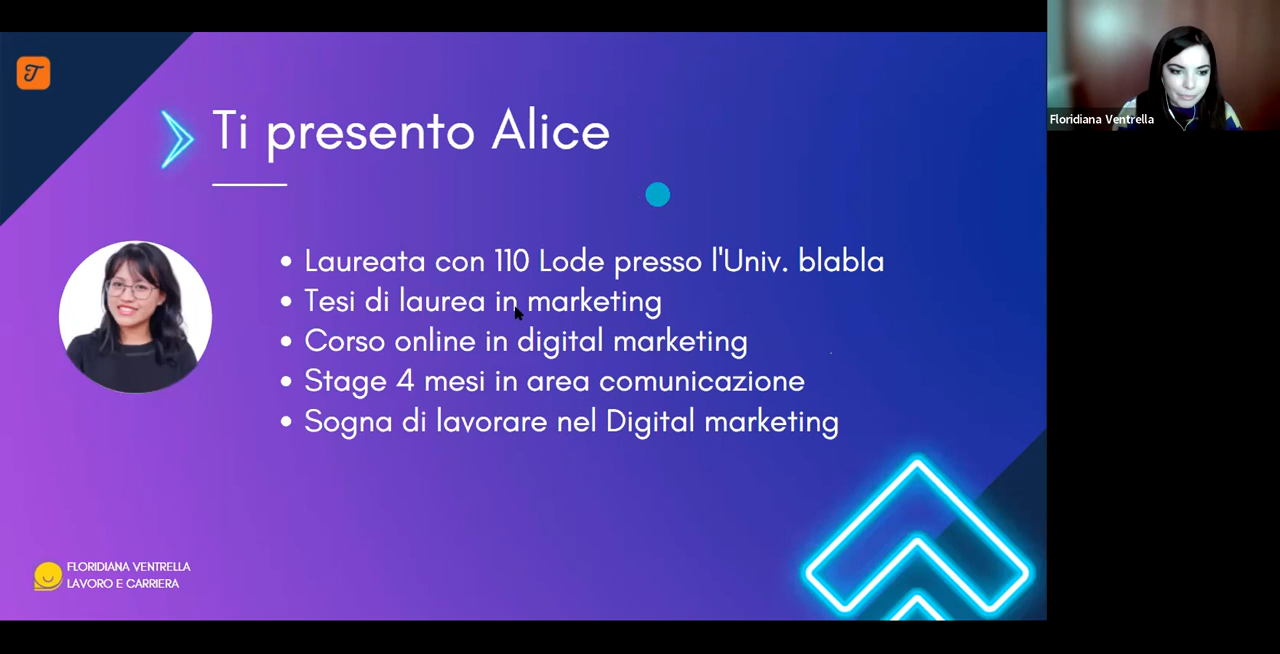 Ti presento Alice
Laureata con 110 Lode presso l'Univ. blabla
Tesi di laurea in marketing
Corso online in digital marketing
Stage 4 mesi in area comunicazione
Sogna di lavorare nel Digital marketing
FLORIDIANA VENTRELLA
LAVORO E CARRIERA
Floridiana Ventrella